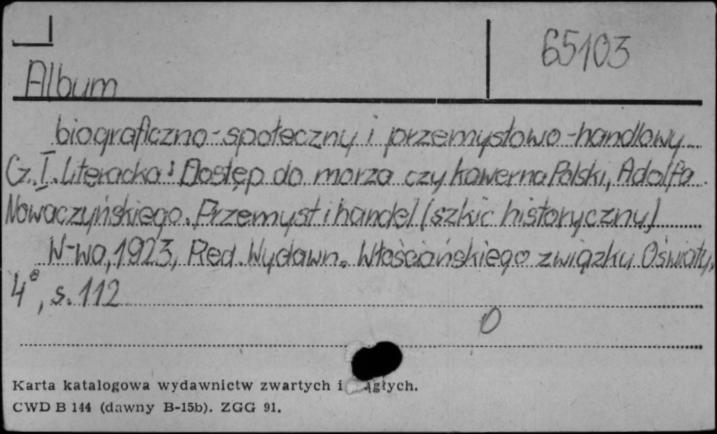 65103
Album
biograficzno-społeczny i przemysłowo-handlowy
Cz. I. Literacka: Dostęp do morza czy kawerna Polski, Adolfa
Nowaczyńskiego. Przemysł i handel (szkic historyczny)
W-wa, 1923, Red. Wydawn. Włościańskiego związku Oświaty,
4°, s. 112
0
Karta katalogowa wydawnictw zwartych i ągłych.
CWD B 144 (dawny B-15b). ZGG 91.